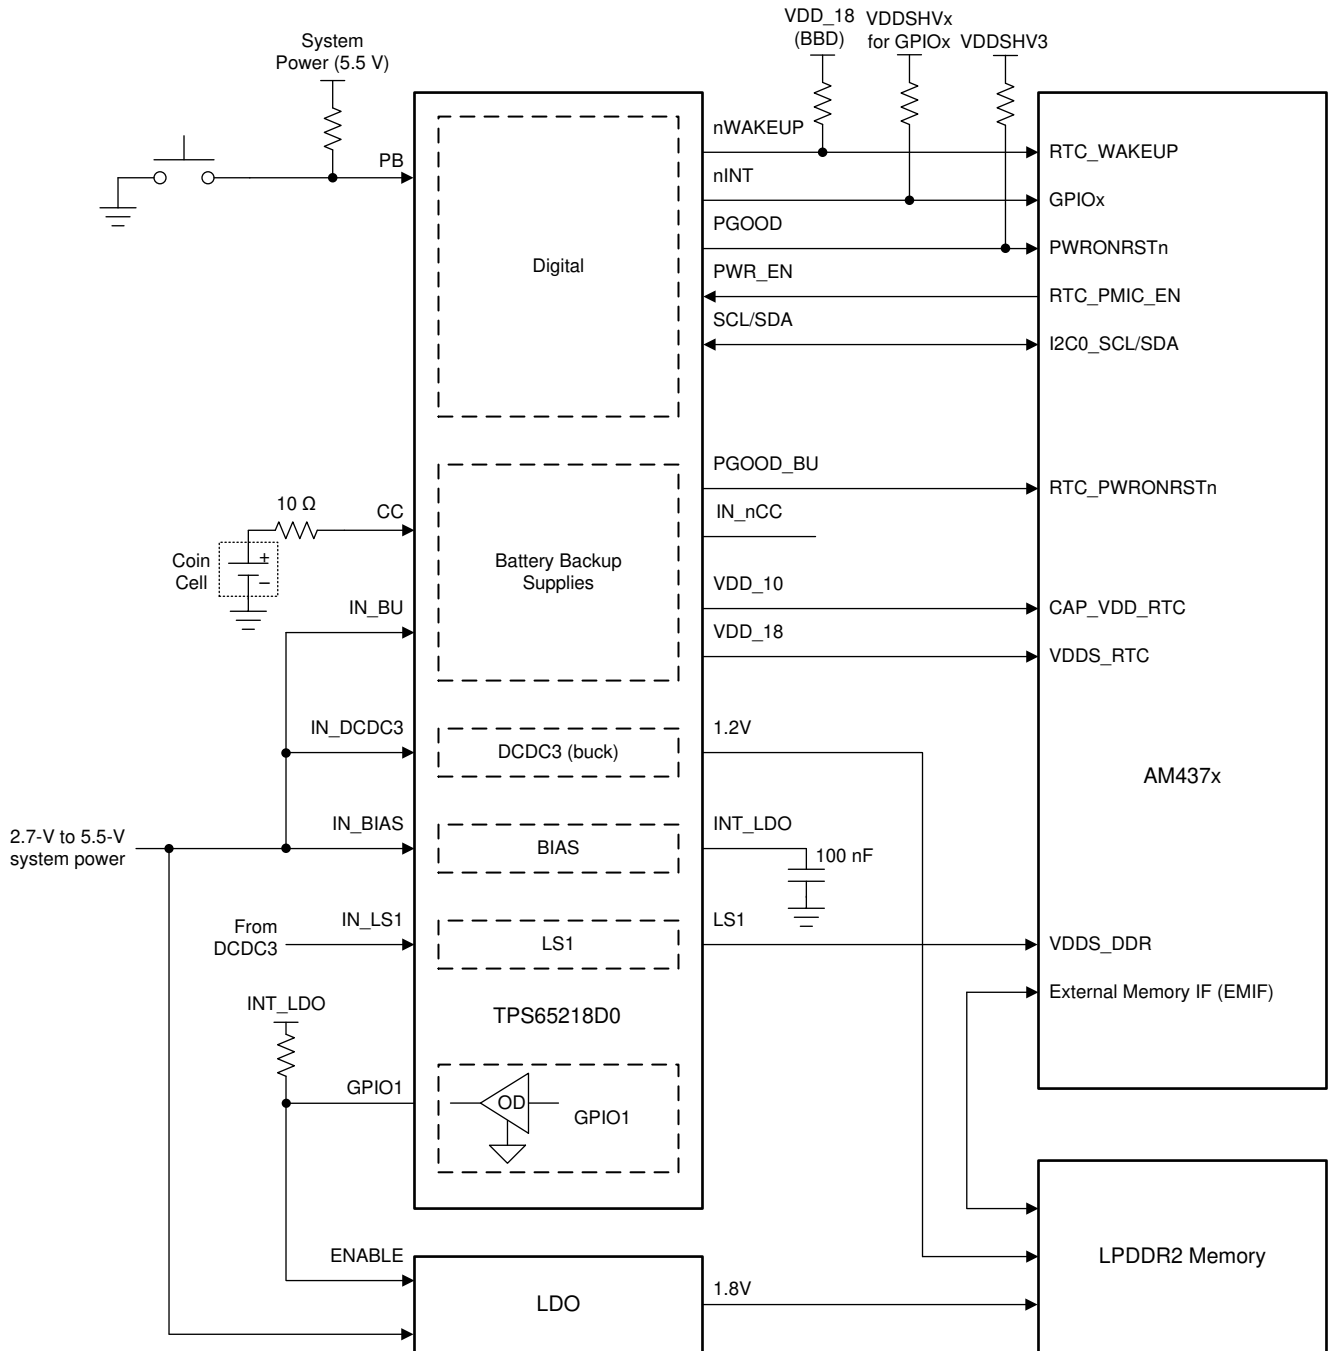 VDD_18
(BBD)
VDDSHVx
for GPIOx
VDDSHV3
System
Power (5.5 V)
nWAKEUP
RTC_WAKEUP
PB
nINT
GPIOx
PGOOD
PWRONRSTn
Digital
PWR_EN
RTC_PMIC_EN
SCL/SDA
I2C0_SCL/SDA
PGOOD_BU
RTC_PWRONRSTn
10 Ω
CC
IN_nCC
Coin
Cell
+
–
Battery Backup
Supplies
IN_BU
VDD_10
CAP_VDD_RTC
VDD_18
VDDS_RTC
IN_DCDC3
DCDC3 (buck)
1.2V
AM437x
2.7-V to 5.5-V
system power
IN_BIAS
BIAS
INT_LDO
100 nF
From
DCDC3
IN_LS1
LS1
LS1
VDDS_DDR
External Memory IF (EMIF)
INT_LDO
TPS65218D0
GPIO1
OD
GPIO1
ENABLE
LDO
1.8V
LPDDR2 Memory